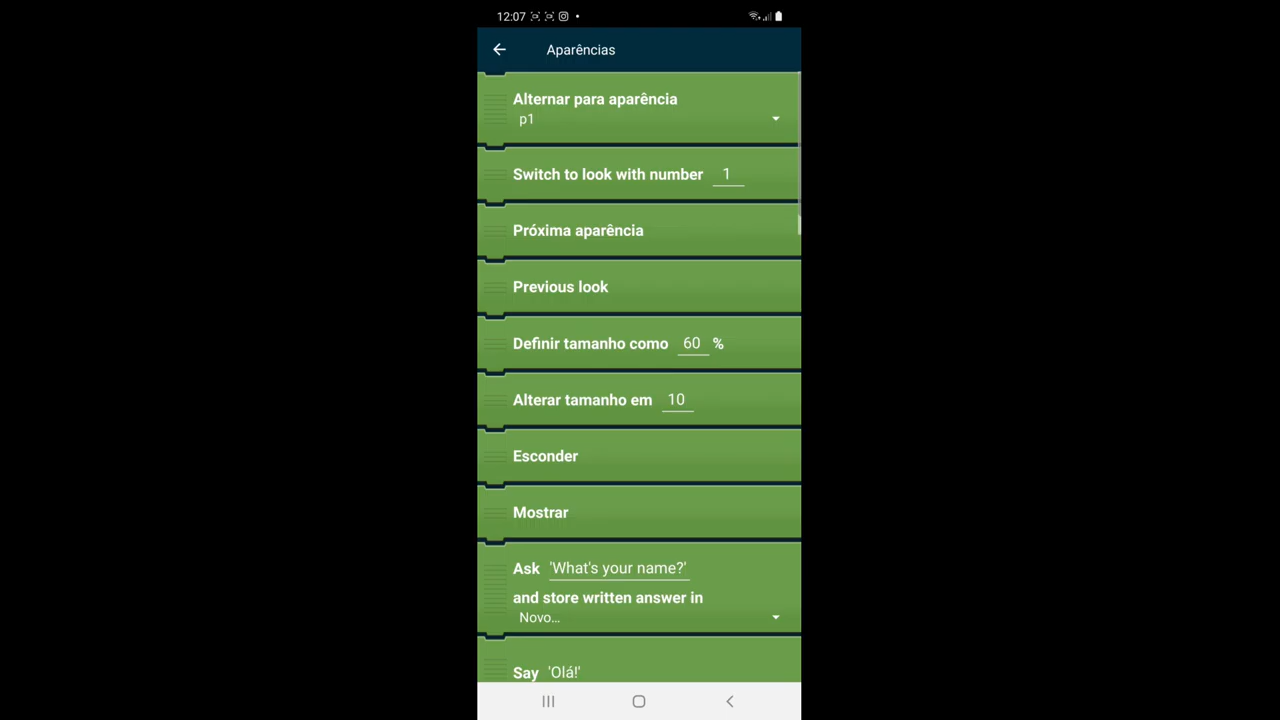 12:07
Aparências
Alternar para aparência
p1
Switch to look with number 1
Próxima aparência
Previous look
Definir tamanho como 60 %
Alterar tamanho em 10
Esconder
Mostrar
Ask 'What's your name?'
and store written answer in
Novo...
Say 'Olá!'